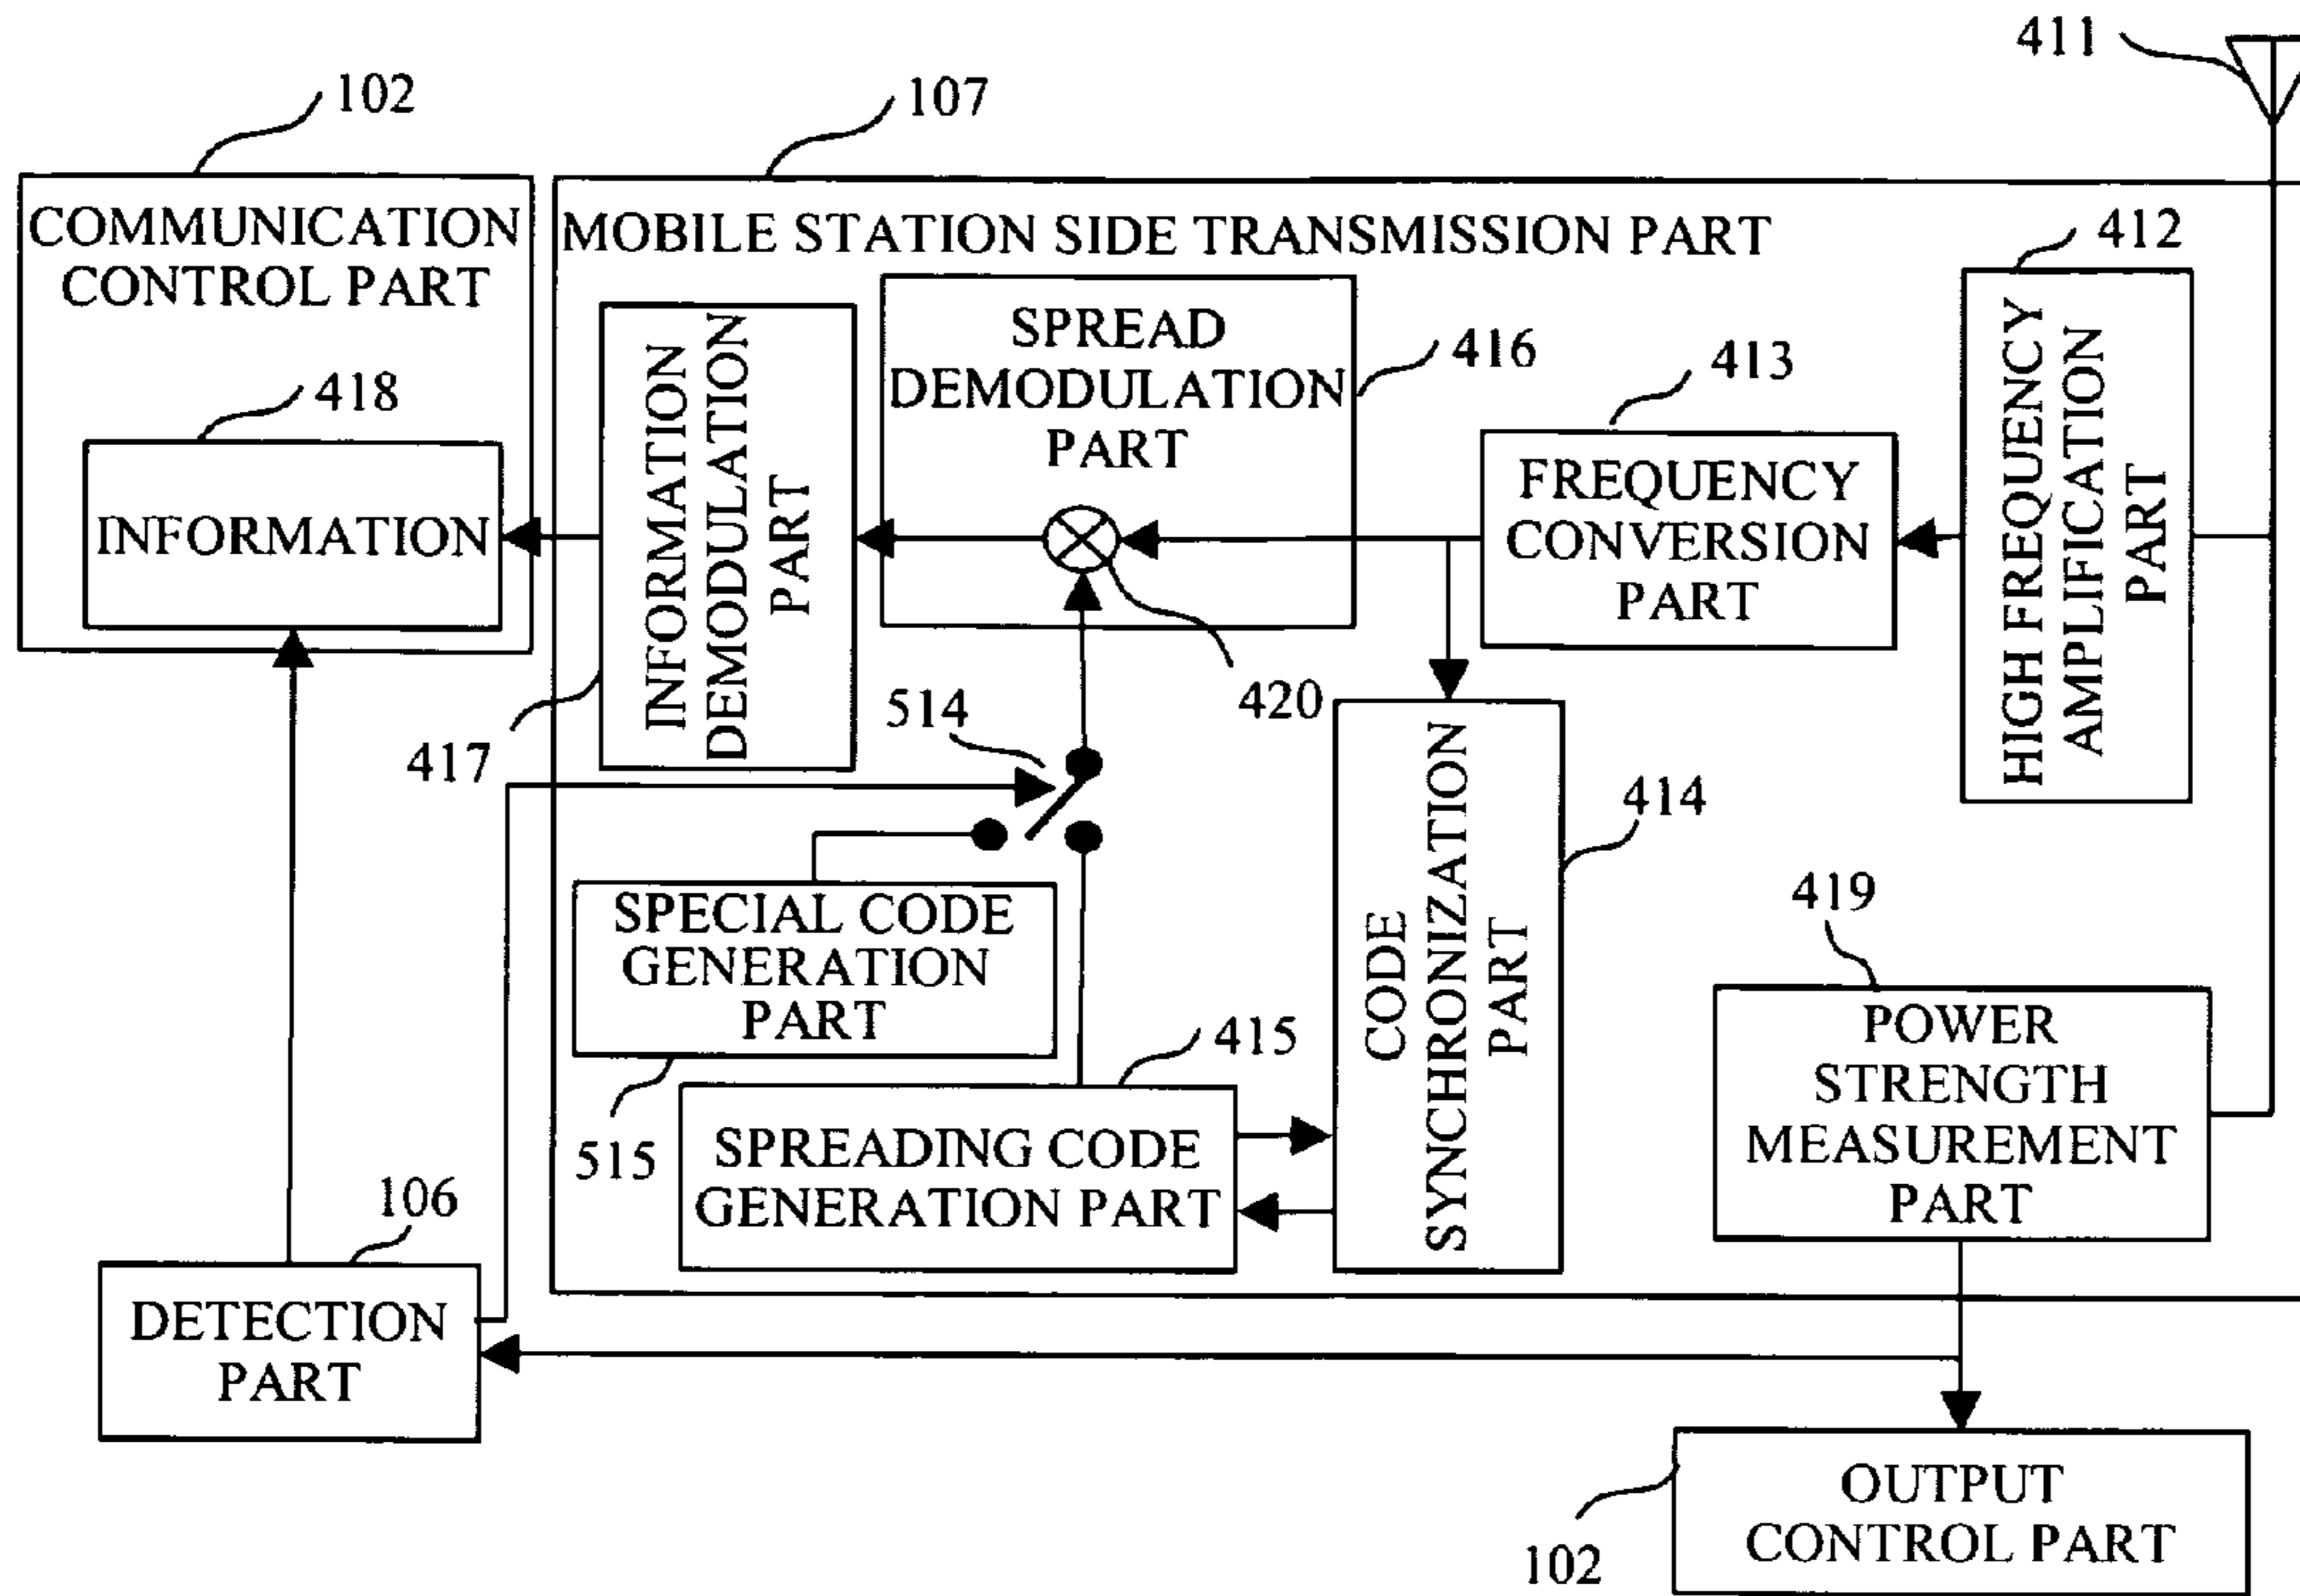 411
102
107
COMMUNICATION
CONTROL PART
MOBILE STATION SIDE TRANSMISSION PART
412
418
INFORMATION
INFORMATION
DEMODULATION
PART
417
SPREAD
DEMODULATION
PART
416
420
413
FREQUENCY
CONVERSION
PART
HIGH FREQUENCY
AMPLIFICATION
PART
514
SPECIAL CODE
GENERATION
PART
515
415
SPREADING CODE
GENERATION PART
CODE
SYNCHRONIZATION
PART
414
419
POWER
STRENGTH
MEASUREMENT
PART
106
DETECTION
PART
OUTPUT
CONTROL PART
102